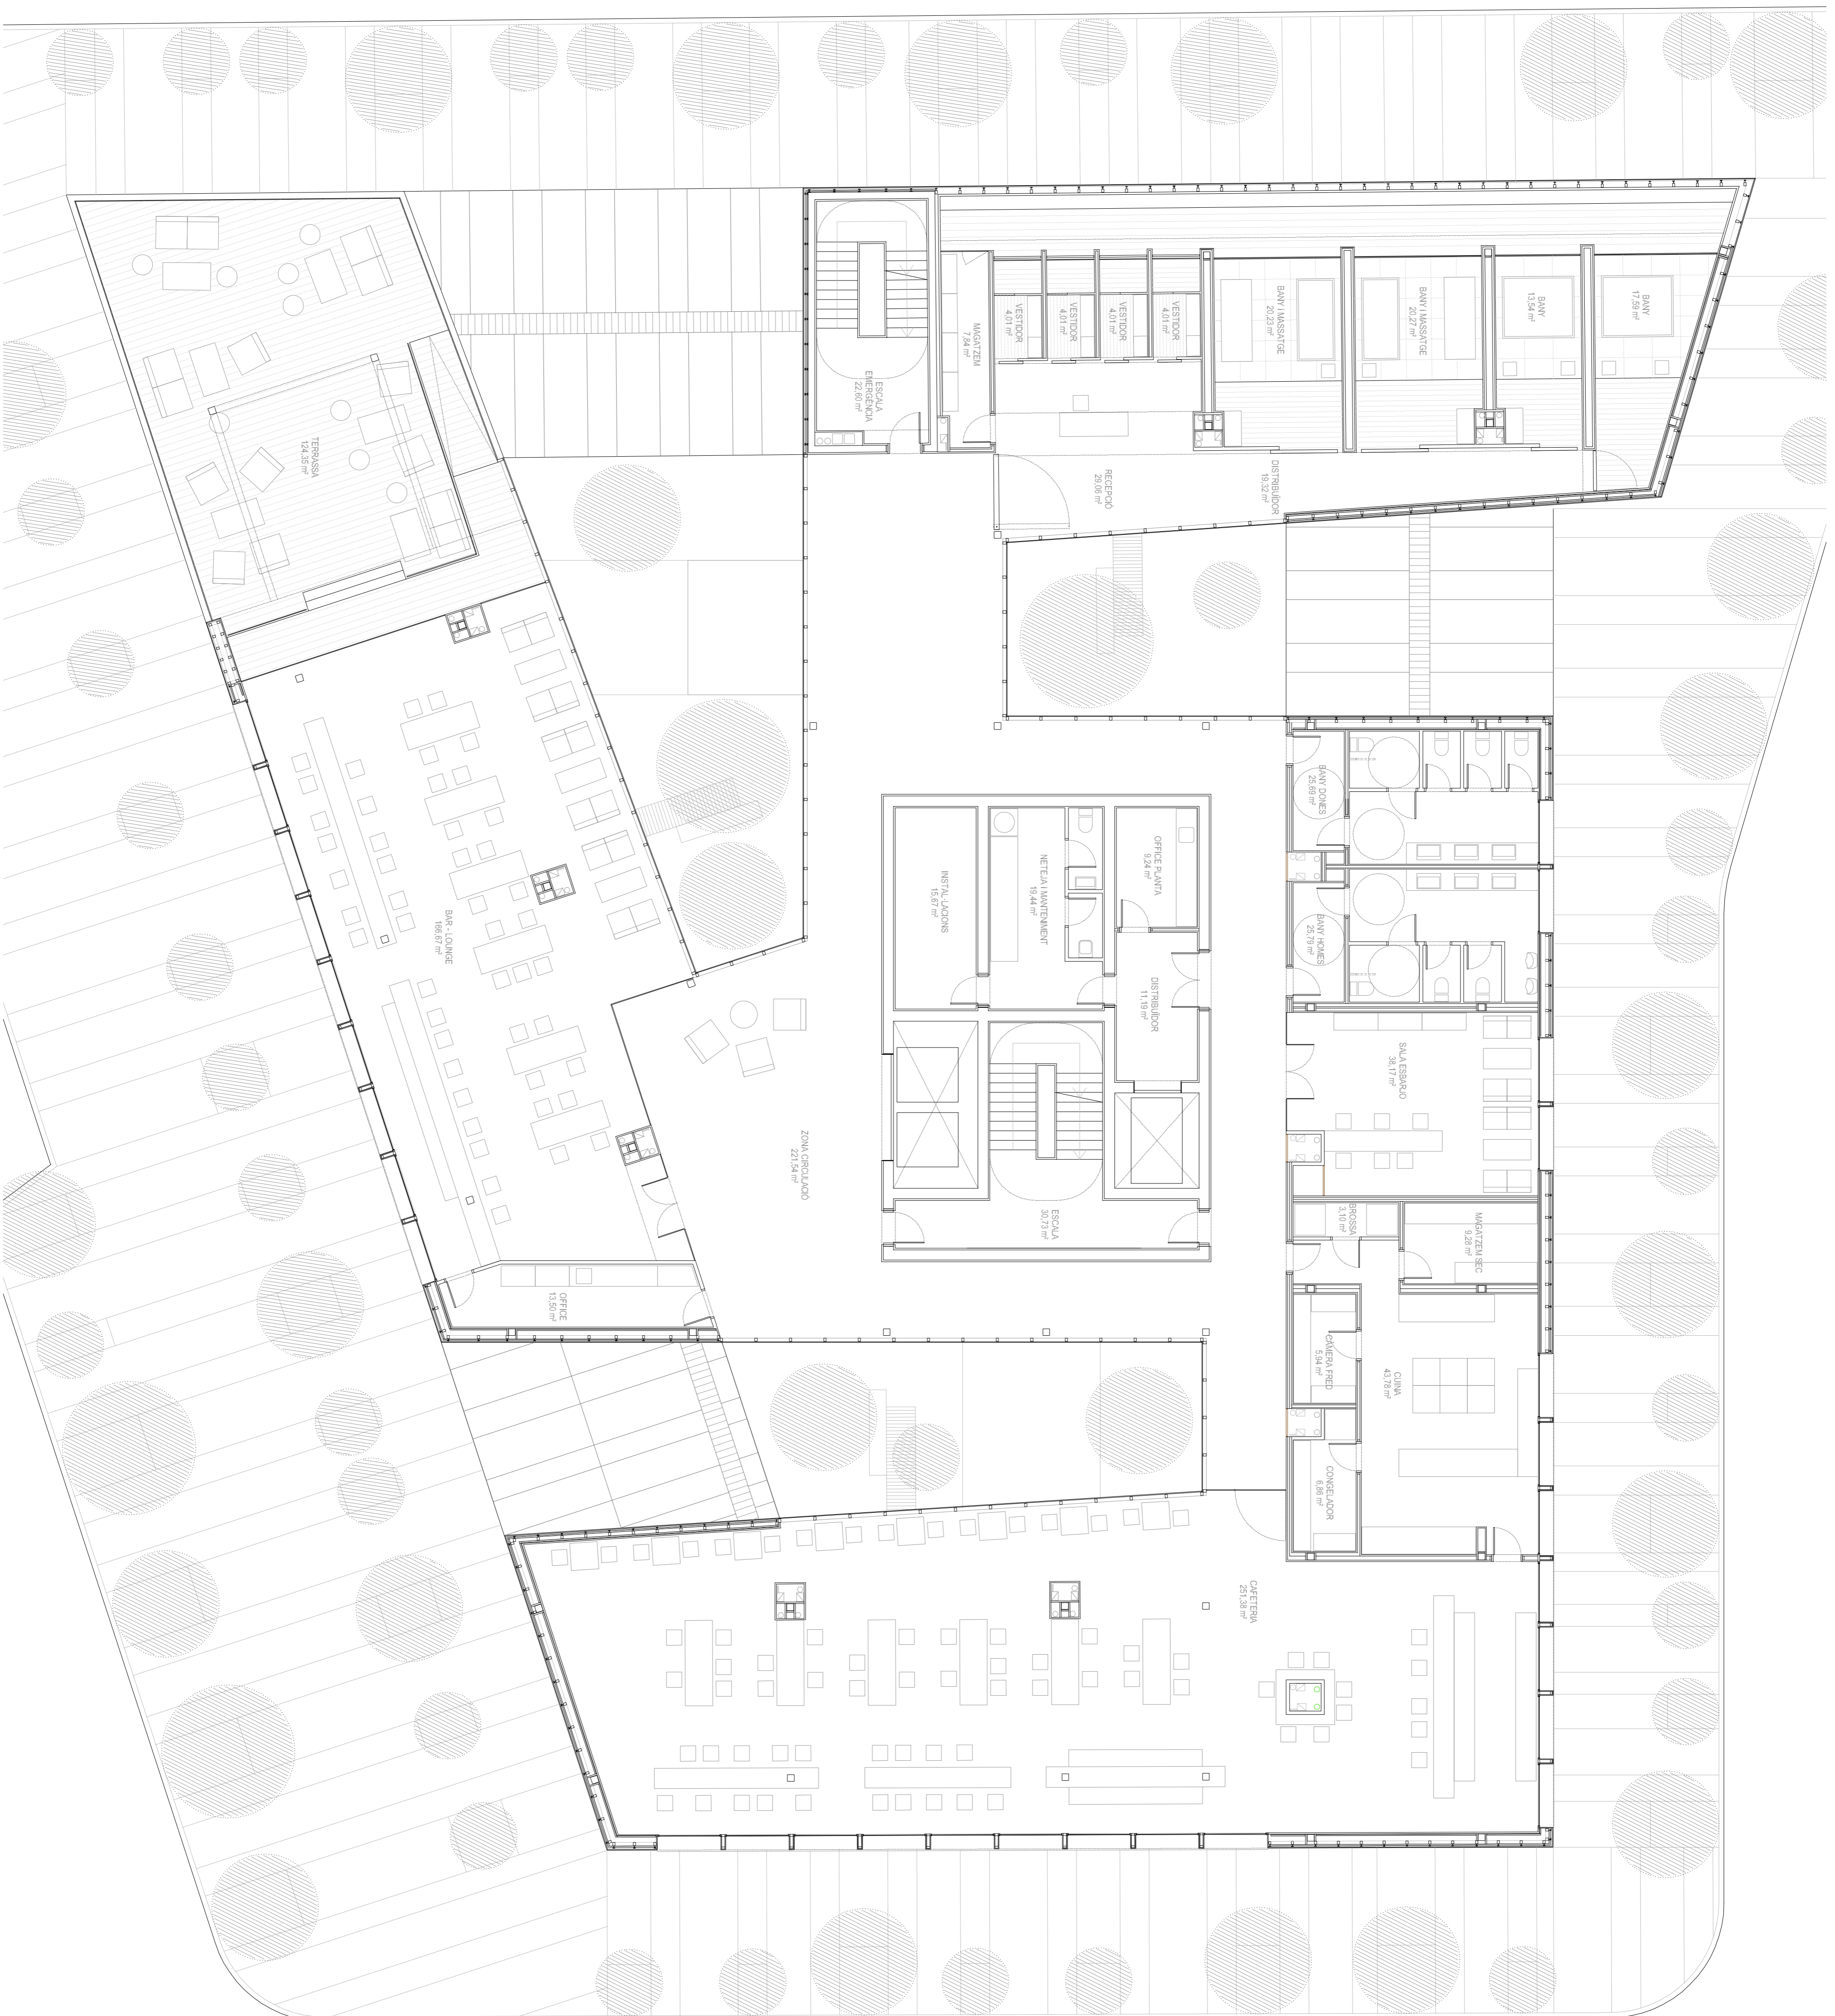 BANY
17,59 m²
BANY
13,54 m²
BANY I MASSATGE
20,27 m²
BANY I MASSATGE
20,23 m²
VESTIDOR
4,01 m²
VESTIDOR
4,01 m²
VESTIDOR
4,01 m²
VESTIDOR
4,01 m²
MAGATZEM
7,84 m²
ESCALA
EMERGÈNCIA
22,60 m²
TERRASSA
124,35 m²
DISTRIBUÏDOR
19,32 m²
RECEPCIÓ
29,06 m²
BANY DONES
25,69 m²
BANY HOMES
25,79 m²
OFFICE PLANTA
9,24 m²
NETEJA I MANTENIMENT
19,44 m²
INSTAL·LACIONS
15,67 m²
DISTRIBUÏDOR
11,19 m²
BAR - LOUNGE
166,67 m²
SALA ESBARJO
38,17 m²
ZONA CIRCULACIÓ
221,54 m²
ESCALA
30,73 m²
BROSSA
3,10 m²
MAGATZEM SEC
9,28 m²
OFFICE
13,50 m²
CÀMERA FRED
5,94 m²
CUINA
43,78 m²
CONGELADOR
6,86 m²
CAFETERIA
251,38 m²